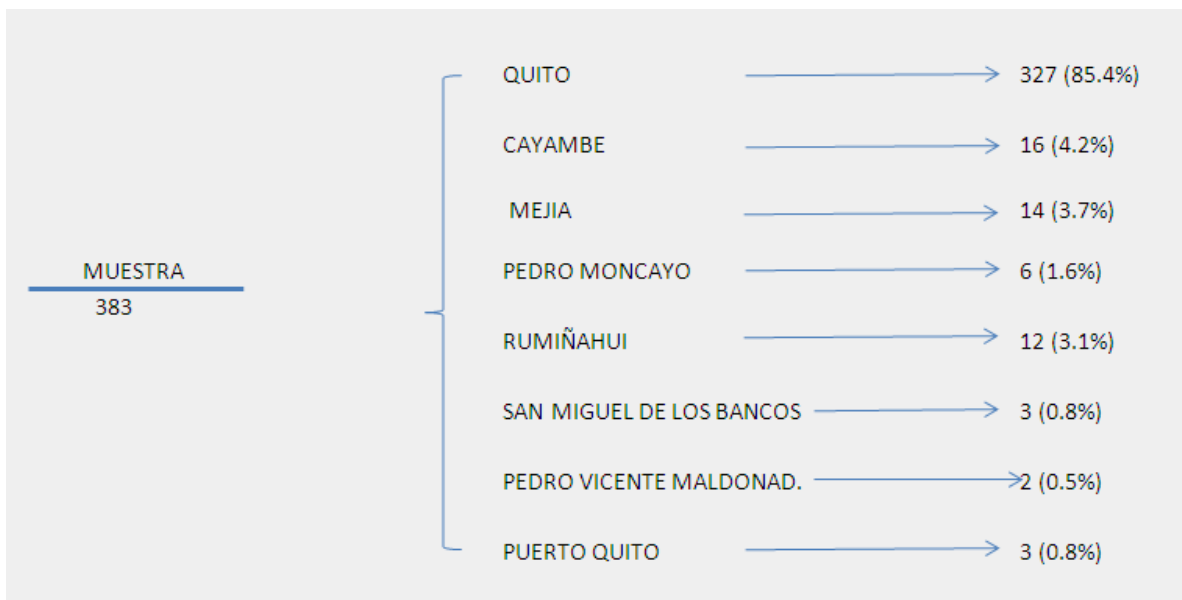 QUITO 327 (85.4%)
CAYAMBE 16 (4.2%)
MEJIA 14 (3.7%)
MUESTRA
383
PEDRO MONCAYO 6 (1.6%)
RUMIÑAHUI 12 (3.1%)
SAN MIGUEL DE LOS BANCOS 3 (0.8%)
PEDRO VICENTE MALDONAD. 2 (0.5%)
PUERTO QUITO 3 (0.8%)